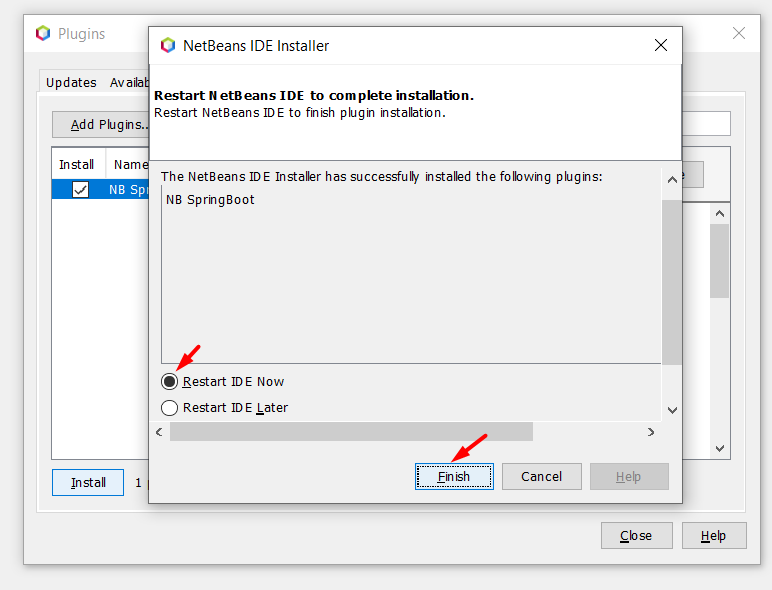 Plugins
NetBeans IDE Installer
Updates
Restart NetBeans IDE to complete installation.
Restart NetBeans IDE to finish plugin installation.
Add Plugins..
Install Name
The NetBeans IDE Installer has successfully installed the following plugins:
NB SpringBoot
NB
Restart IDE Now
Restart IDE Later
Install 1
Finish Cancel Help
Close Help